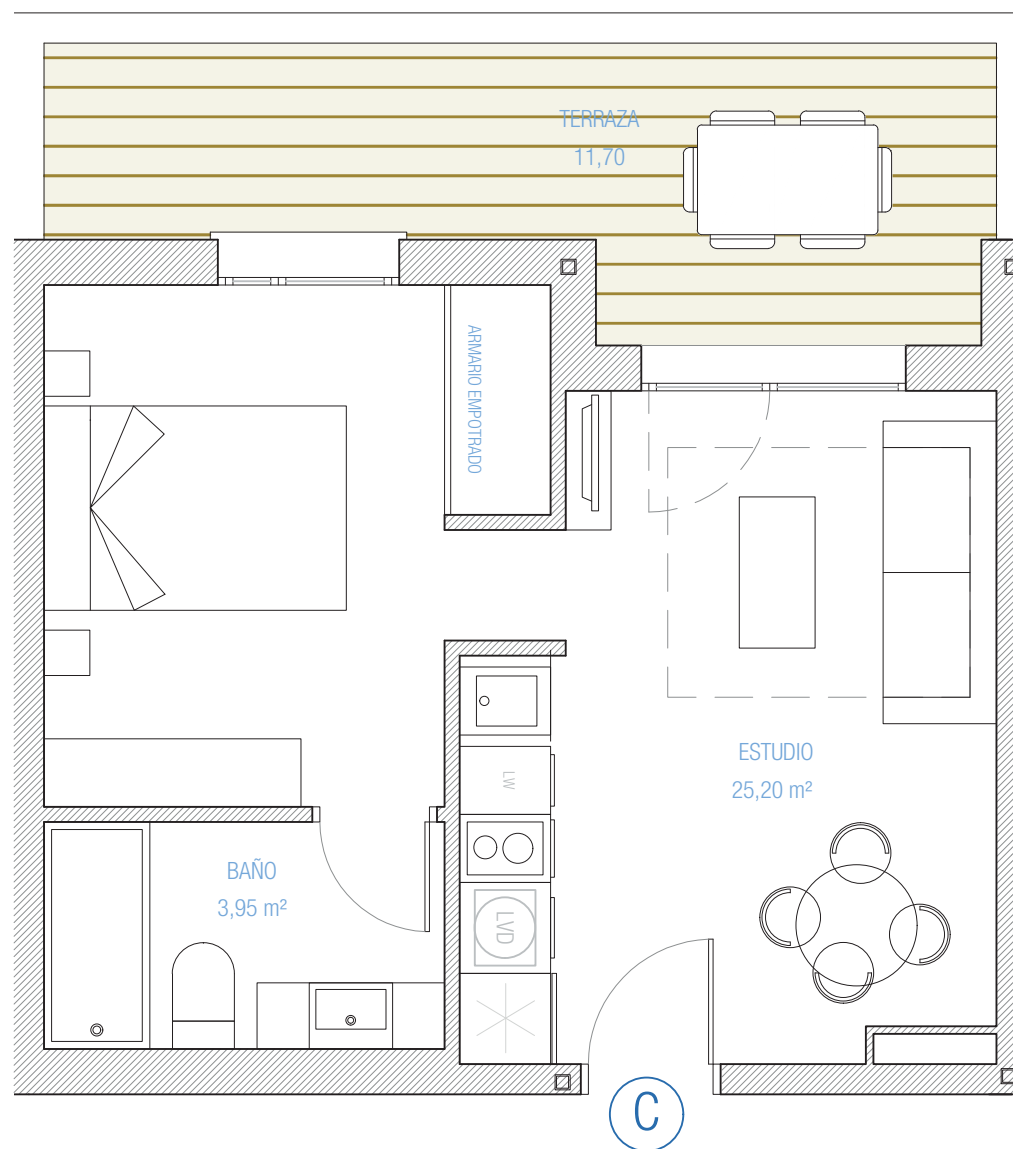 TERRAZA
11,70
ARMARIO EMPOTRADO
ESTUDIO
25,20 m²
LW
BAÑO
3,95 m²
LVD
C